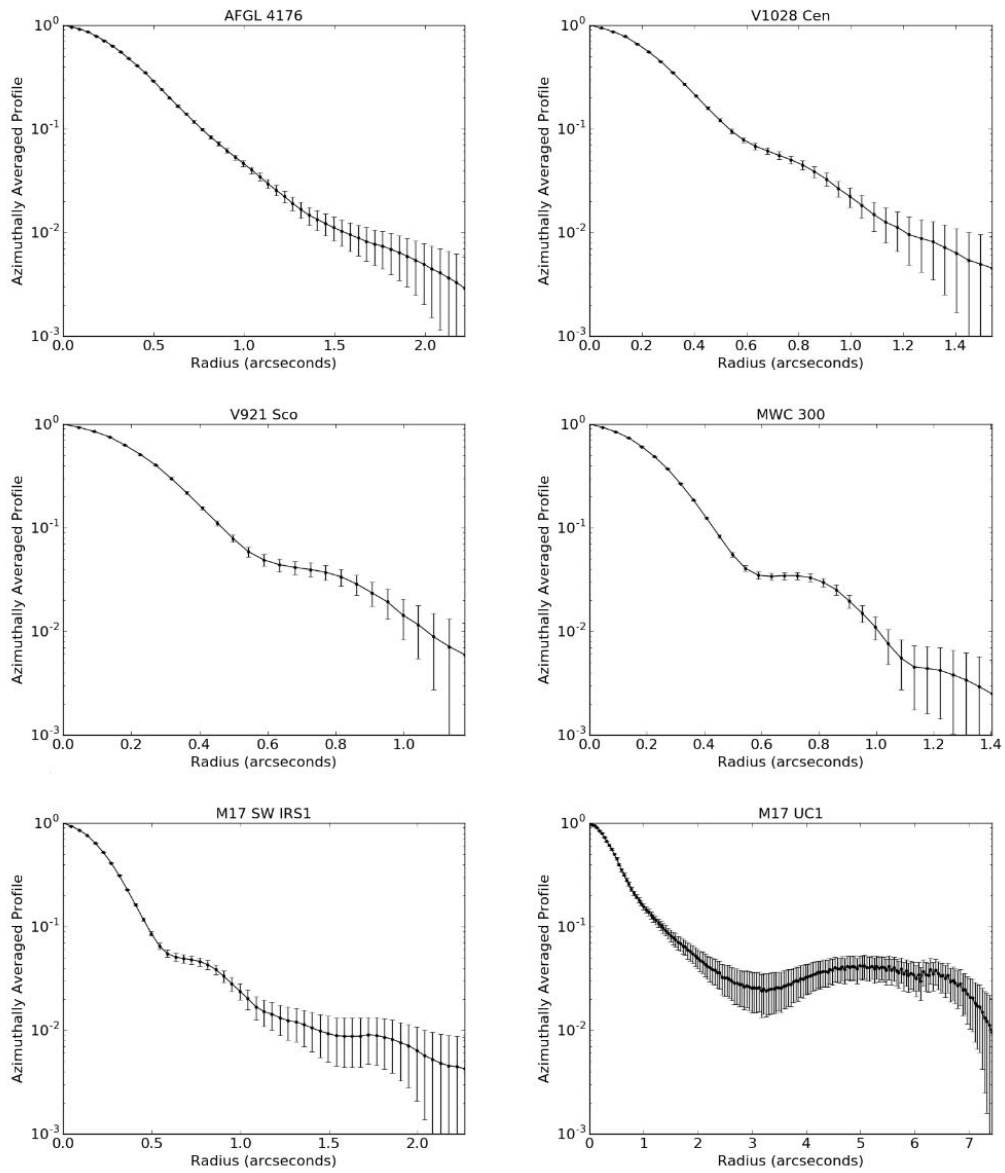 AFGL 4176
10^0
10^-1
10^-2
10^-3
Azimuthally Averaged Profile
0.0 0.5 1.0 1.5 2.0
Radius (arcseconds)
V1028 Cen
10^0
10^-1
10^-2
10^-3
Azimuthally Averaged Profile
0.0 0.2 0.4 0.6 0.8 1.0 1.2 1.4
Radius (arcseconds)
V921 Sco
10^0
10^-1
10^-2
10^-3
Azimuthally Averaged Profile
0.0 0.2 0.4 0.6 0.8 1.0
Radius (arcseconds)
MWC 300
10^0
10^-1
10^-2
10^-3
Azimuthally Averaged Profile
0.0 0.2 0.4 0.6 0.8 1.0 1.2 1.4
Radius (arcseconds)
M17 SW IRS1
10^0
10^-1
10^-2
10^-3
Azimuthally Averaged Profile
0.0 0.5 1.0 1.5 2.0
Radius (arcseconds)
M17 UC1
10^0
10^-1
10^-2
10^-3
Azimuthally Averaged Profile
0 1 2 3 4 5 6 7
Radius (arcseconds)